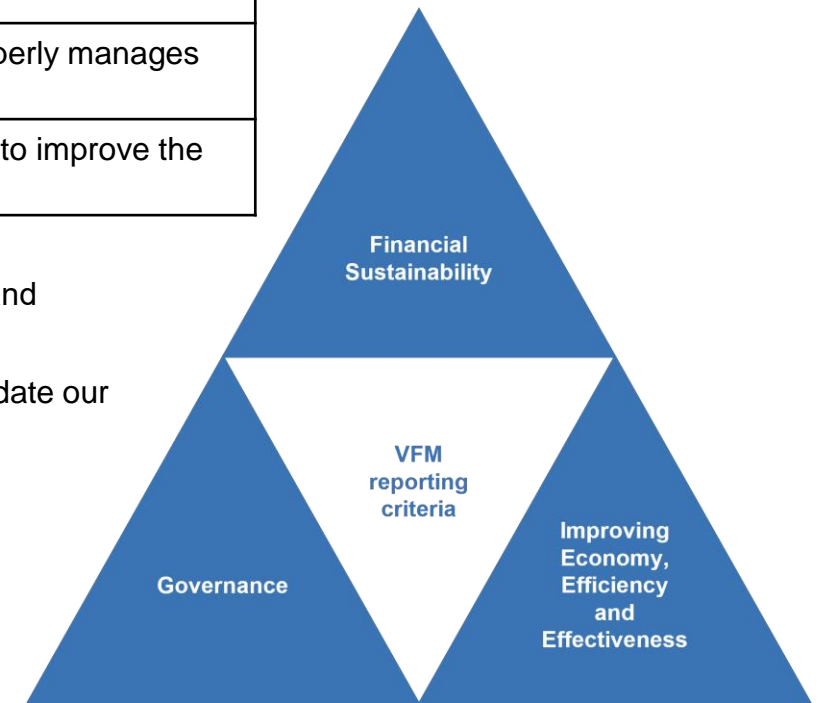 perly manages
to improve the
nd
date our
Financial
Sustainability
VFM
reporting
criteria
Governance
Improving
Economy,
Efficiency
and
Effectiveness